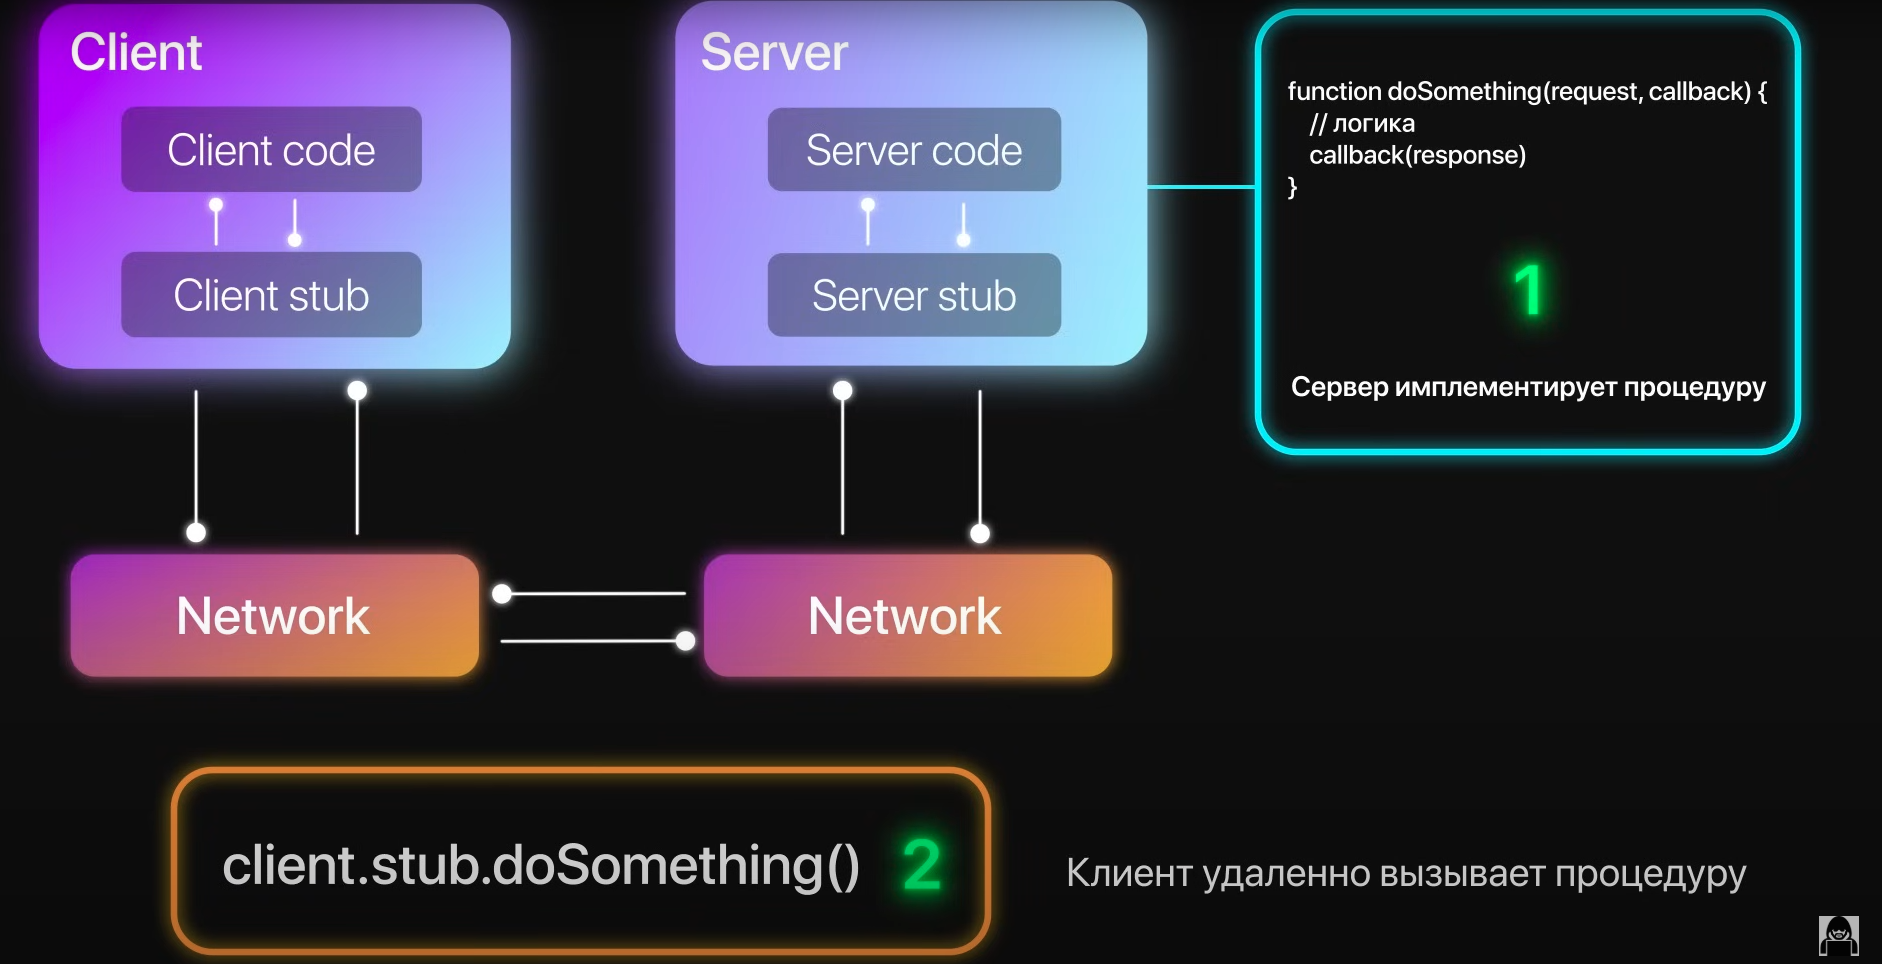 Client
Client code
Client stub
Server
Server code
Server stub
function doSomething(request, callback) {
// логика
callback(response)
}
1
Сервер имплементирует процедуру
Network
Network
client.stub.doSomething() 2
Клиент удаленно вызывает процедуру